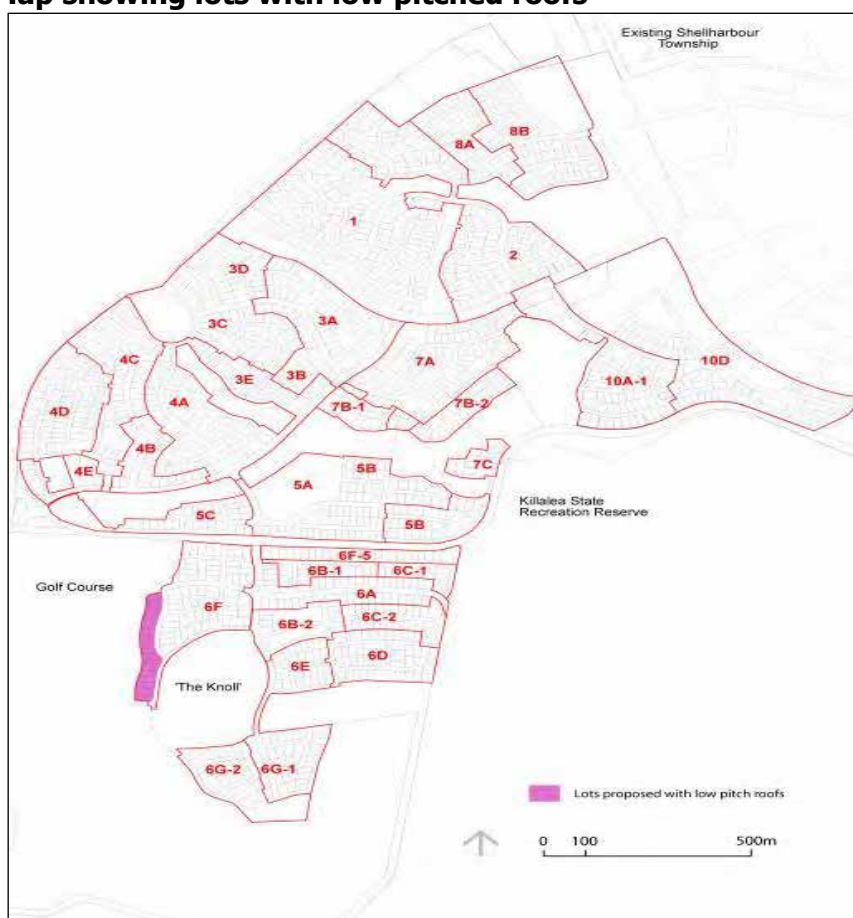 showing lots with low pitched roofs
Existing Shellharbour
Township
8A
8B
1
2
3D
3C
3A
3E
3B
7A
10D
10A-1
4C
4A
4D
7B-1
7B-2
4B
4E
5B
7C
5A
5C
5B
Killalea State
Recreation Reserve
6F-5
6B-1
6C-1
Golf Course
6A
6F
6B-2
6C-2
6E
6D
'The Knoll'
6G-2
6G-1
Lots proposed with low pitch roofs
0 100 500m